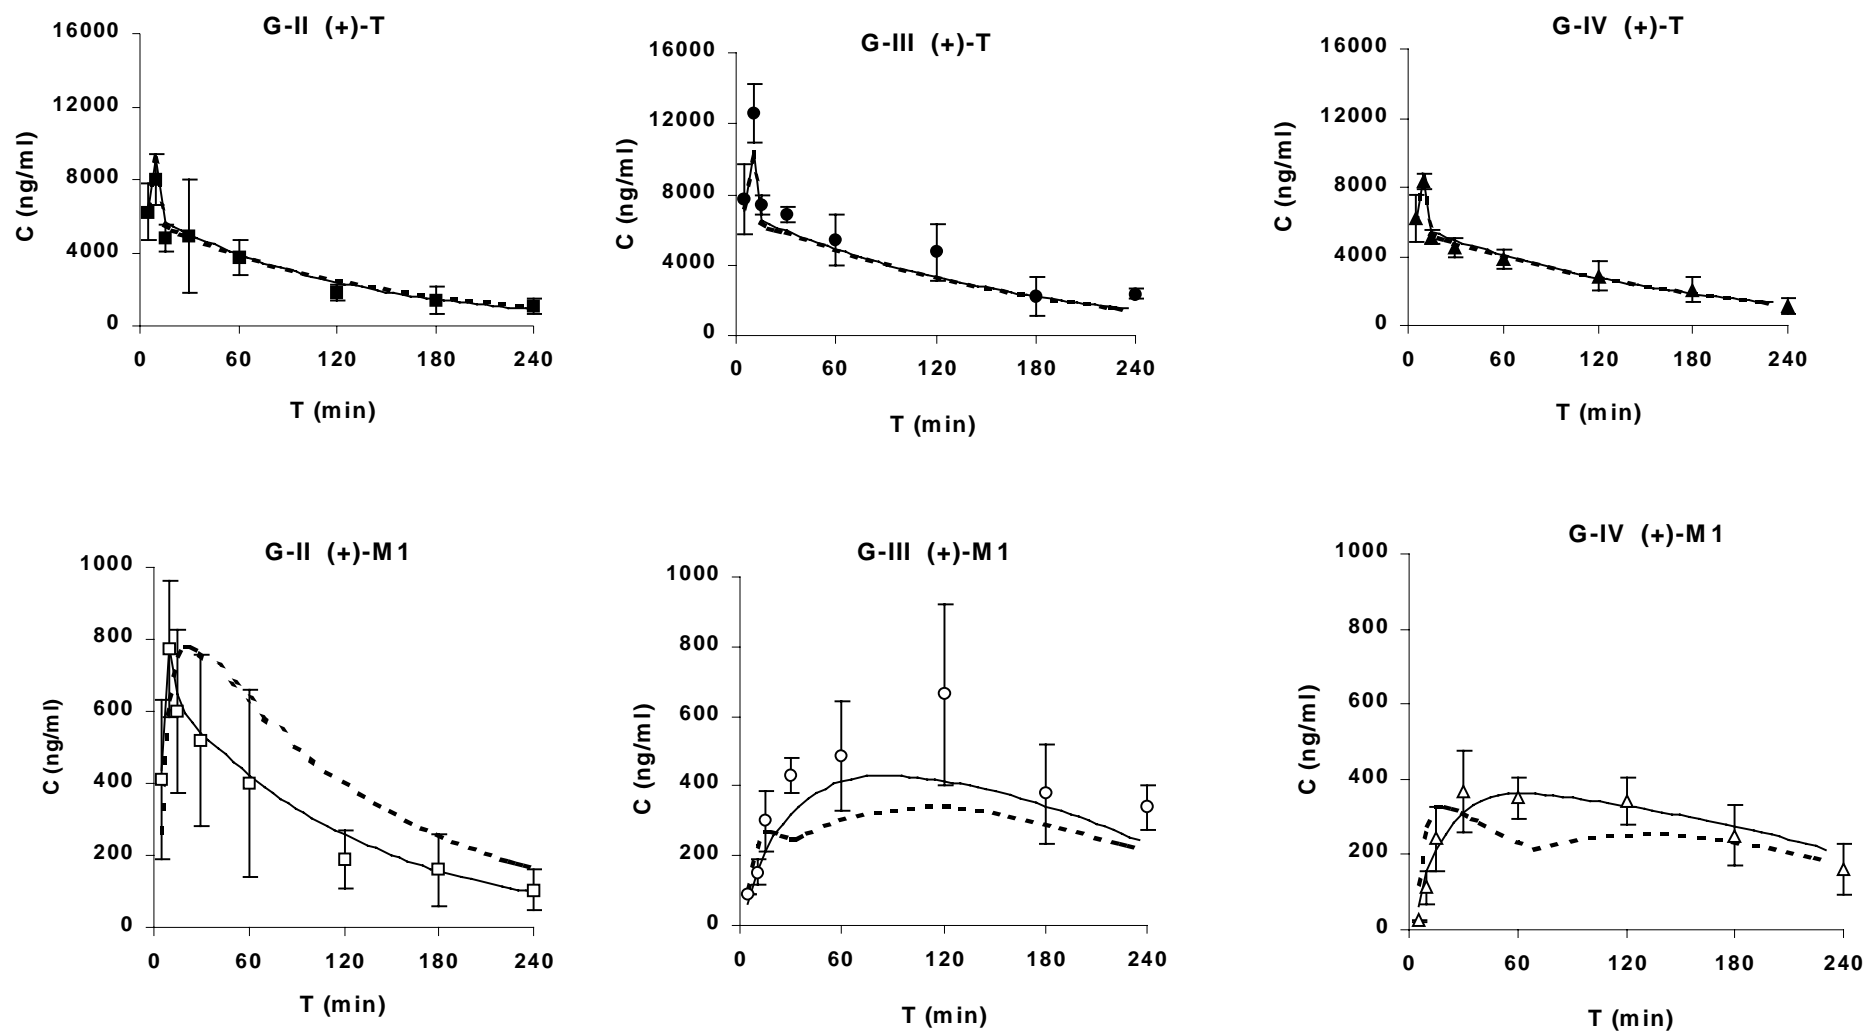 G-II (+)-T
16000
12000
8000
4000
0
C (ng/ml)
0 60 120 180 240
T (min)
G-III (+)-T
16000
12000
8000
4000
0
C (ng/ml)
0 60 120 180 240
T (min)
G-IV (+)-T
16000
12000
8000
4000
0
C (ng/ml)
0 60 120 180 240
T (min)
G-II (+)-M1
1000
800
600
400
200
0
C (ng/ml)
0 60 120 180 240
T (min)
G-III (+)-M1
1000
800
600
400
200
0
C (ng/ml)
0 60 120 180 240
T (min)
G-IV (+)-M1
1000
800
600
400
200
0
C (ng/ml)
0 60 120 180 240
T (min)